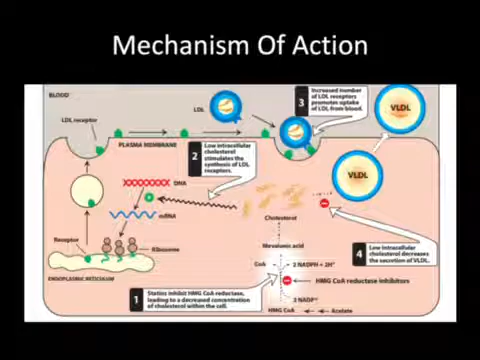 Mechanism Of Action
BLOOD
LDL receptor
LDL
3
Increased number
of LDL receptors
promotes uptake
of LDL from blood.
VLDL
PLASMA MEMBRANE
2
Low intracellular
cholesterol
stimulates the
synthesis of LDL
receptors.
VLDL
DNA
mRNA
Cholesterol
Receptor
Ribosome
ENDOPLASMIC RETICULUM
Mevalonic acid
CoA
2 NADPH + 2H+
HMG CoA reductase inhibitors
2 NADP+
HMG CoA
Acetate
4
Low intracellular
cholesterol decreases
the secretion of VLDL.
1
Statins inhibit HMG CoA reductase,
leading to a decreased concentration
of cholesterol within the cell.